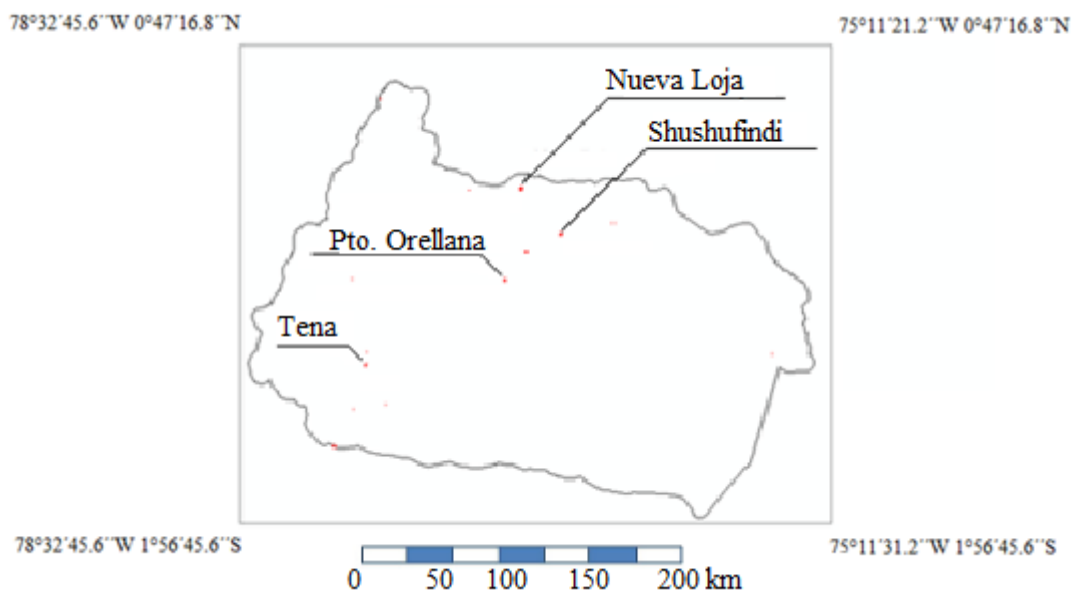 78°32´45.6´´W 0°47´16.8´´N
75°11´21.2´´W 0°47´16.8´´N
Nueva Loja
Shushufindi
Pto. Orellana
Tena
78°32´45.6´´W 1°56´45.6´´S
75°11´31.2´´W 1°56´45.6´´S
0 50 100 150 200 km